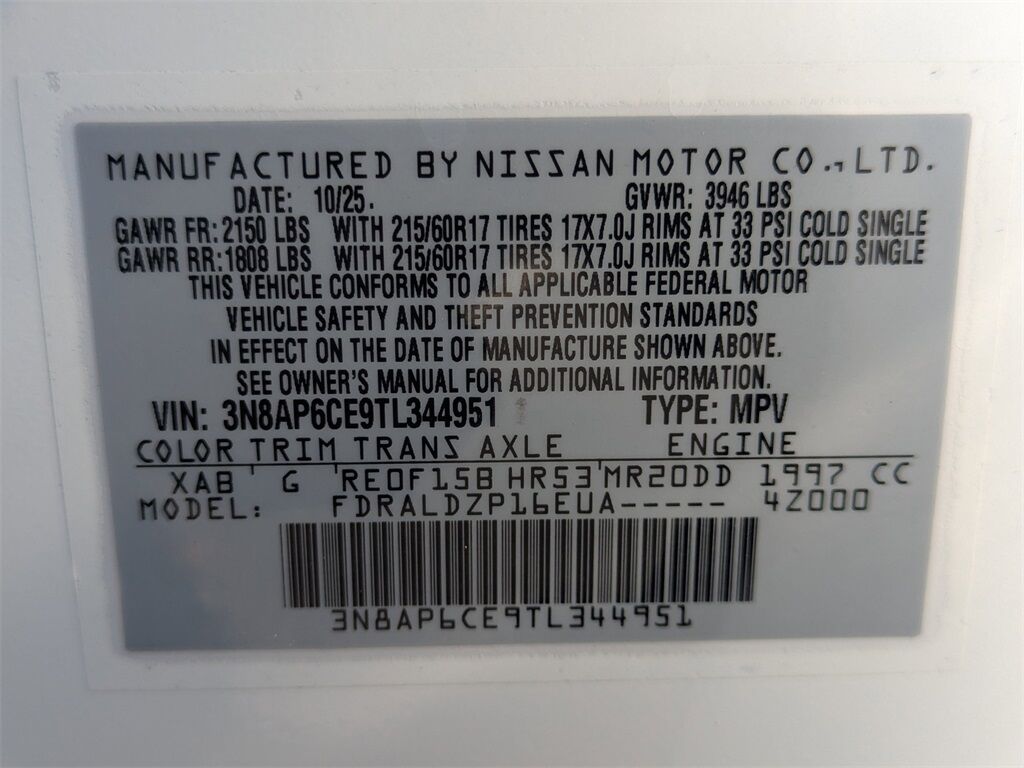 MANUFACTURED BY NISSAN MOTOR CO., LTD.
DATE: 10/25. GVWR: 3946 LBS
GAWR FR: 2150 LBS WITH 215/60R17 TIRES 17X7.0J RIMS AT 33 PSI COLD SINGLE
GAWR RR: 1808 LBS WITH 215/60R17 TIRES 17X7.0J RIMS AT 33 PSI COLD SINGLE
THIS VEHICLE CONFORMS TO ALL APPLICABLE FEDERAL MOTOR
VEHICLE SAFETY AND THEFT PREVENTION STANDARDS
IN EFFECT ON THE DATE OF MANUFACTURE SHOWN ABOVE.
SEE OWNER'S MANUAL FOR ADDITIONAL INFORMATION.
VIN: 3N8AP6CE9TL344951 TYPE: MPV
COLOR TRIM TRANS AXLE ENGINE
XAB G RE0F15B HR53 MR20DD 1997 CC
MODEL: FDRALDZP16EUA----- 4Z000
3N8AP6CE9TL344951